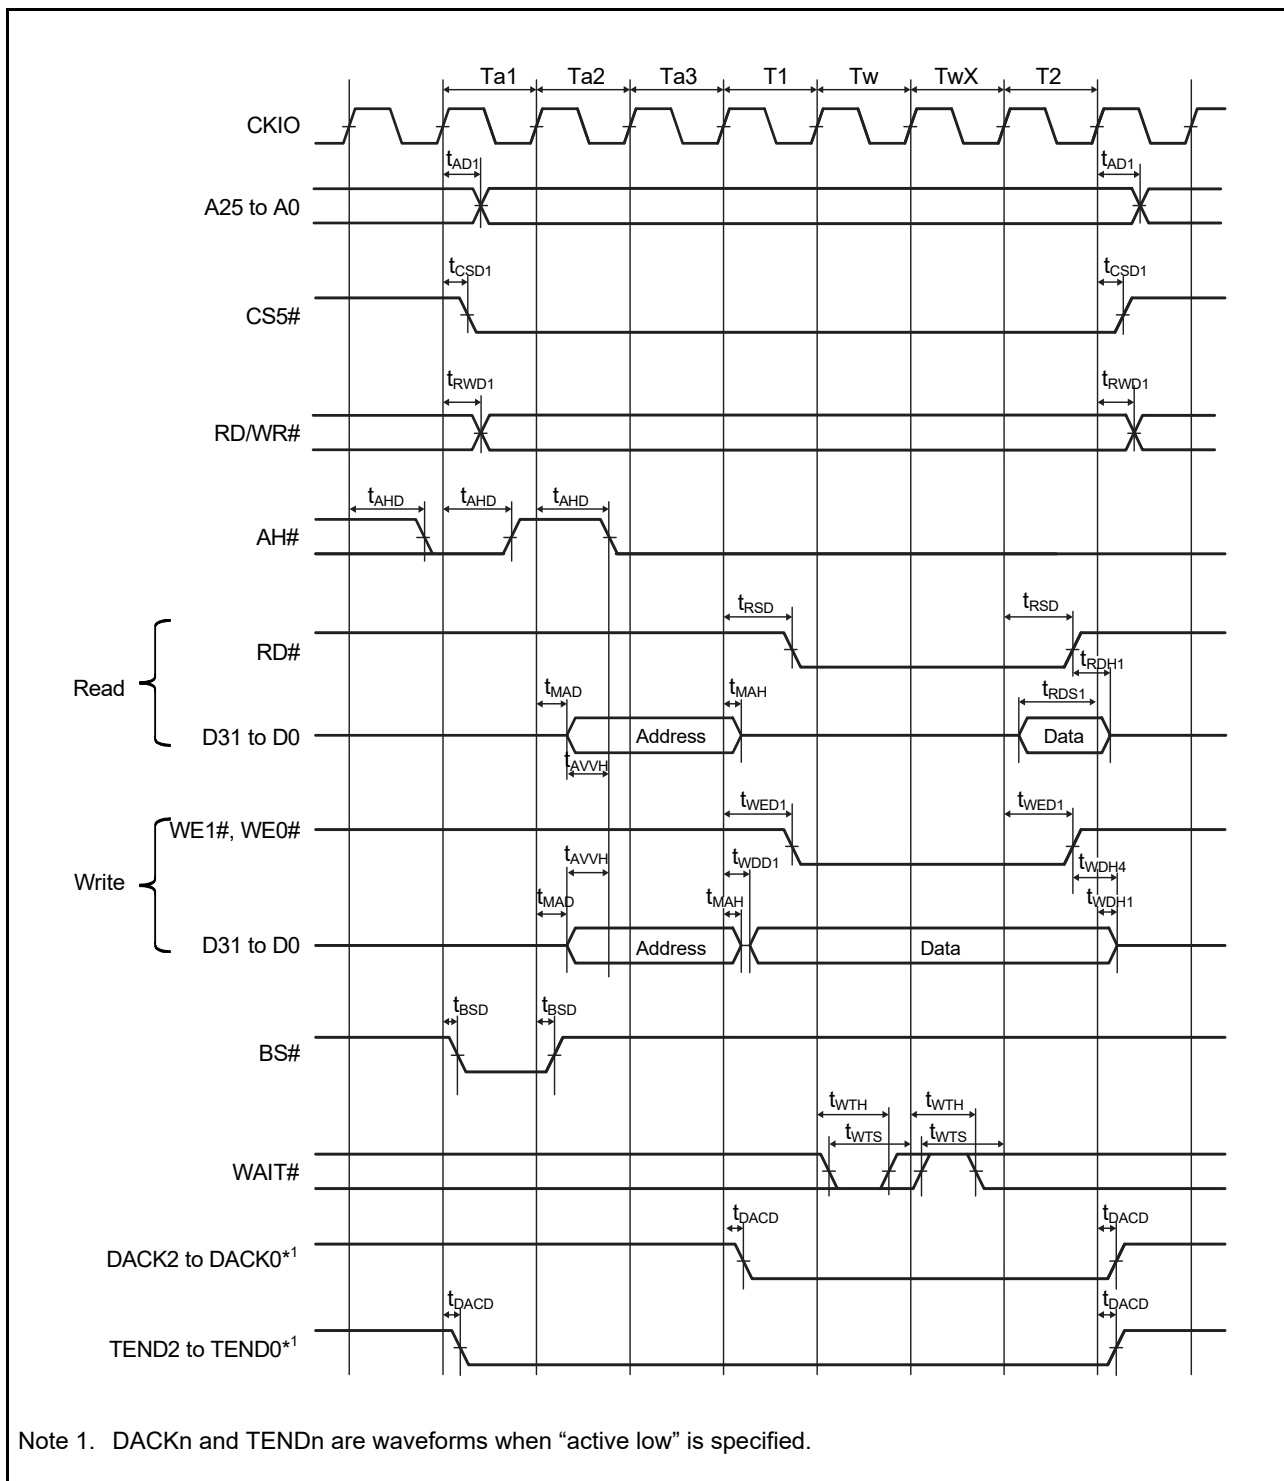 Ta1 Ta2 Ta3 T1 Tw TwX T2
CKIO
tAD1 tAD1
A25 to A0
tCSD1 tCSD1
CS5#
tRWD1 tRWD1
RD/WR#
tAHD tAHD tAHD
AH#
tRSD tRSD
RD#
tRDH1
Read
tMAD tMAH tRDS1
D31 to D0 Address Data
tAVVH
tWED1 tWED1
WE1#, WE0#
tAVVH tWDD1 tWDH4
Write
tMAD tMAH tWDH1
D31 to D0 Address Data
tBSD tBSD
BS#
tWTH tWTH
tWTS tWTS
WAIT#
tDACD tDACD
DACK2 to DACK0*1
tDACD tDACD
TEND2 to TEND0*1
Note 1. DACKn and TENDn are waveforms when “active low” is specified.